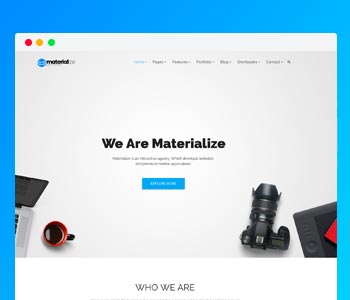 materialize
Home Pages Features Portfolio Blog Shortcodes Contact
We Are Materialize
Materialize is an interactive agency. Which develops websites
and premium mobile applications.
EXPLORE MORE
WHO WE ARE